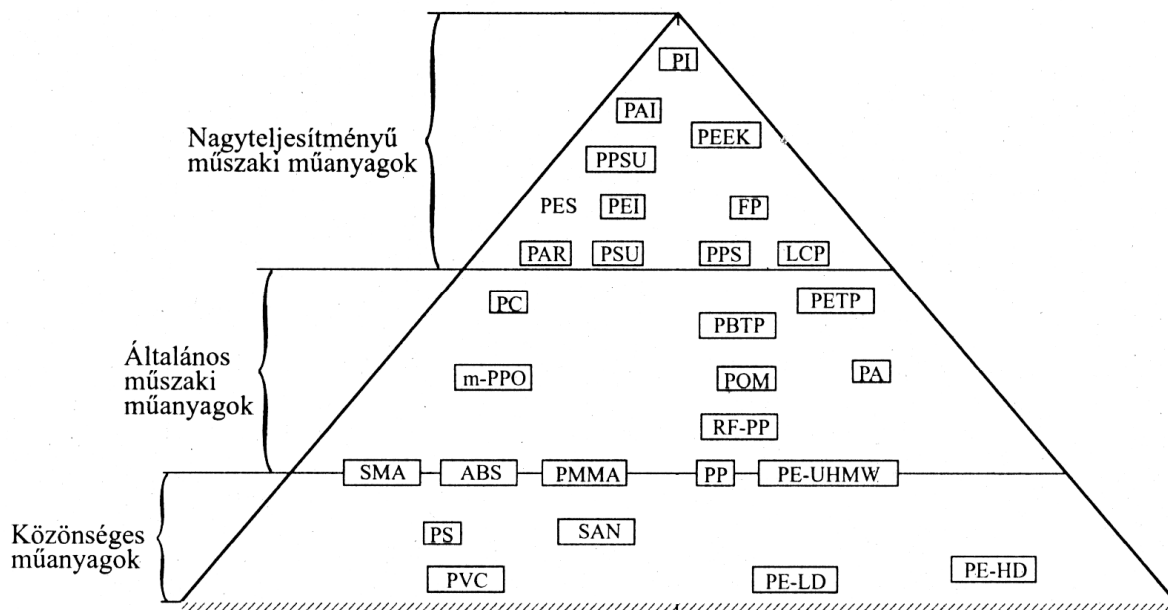 PI
PAI
PEEK
Nagyteljesítményű
műszaki műanyagok
PPSU
PES PEI FP
PAR PSU PPS LCP
PC PETP
PBTP
Általános
műszaki
műanyagok
m-PPO POM PA
RF-PP
SMA ABS PMMA PP PE-UHMW
Közönséges
műanyagok
PS SAN
PVC PE-LD PE-HD